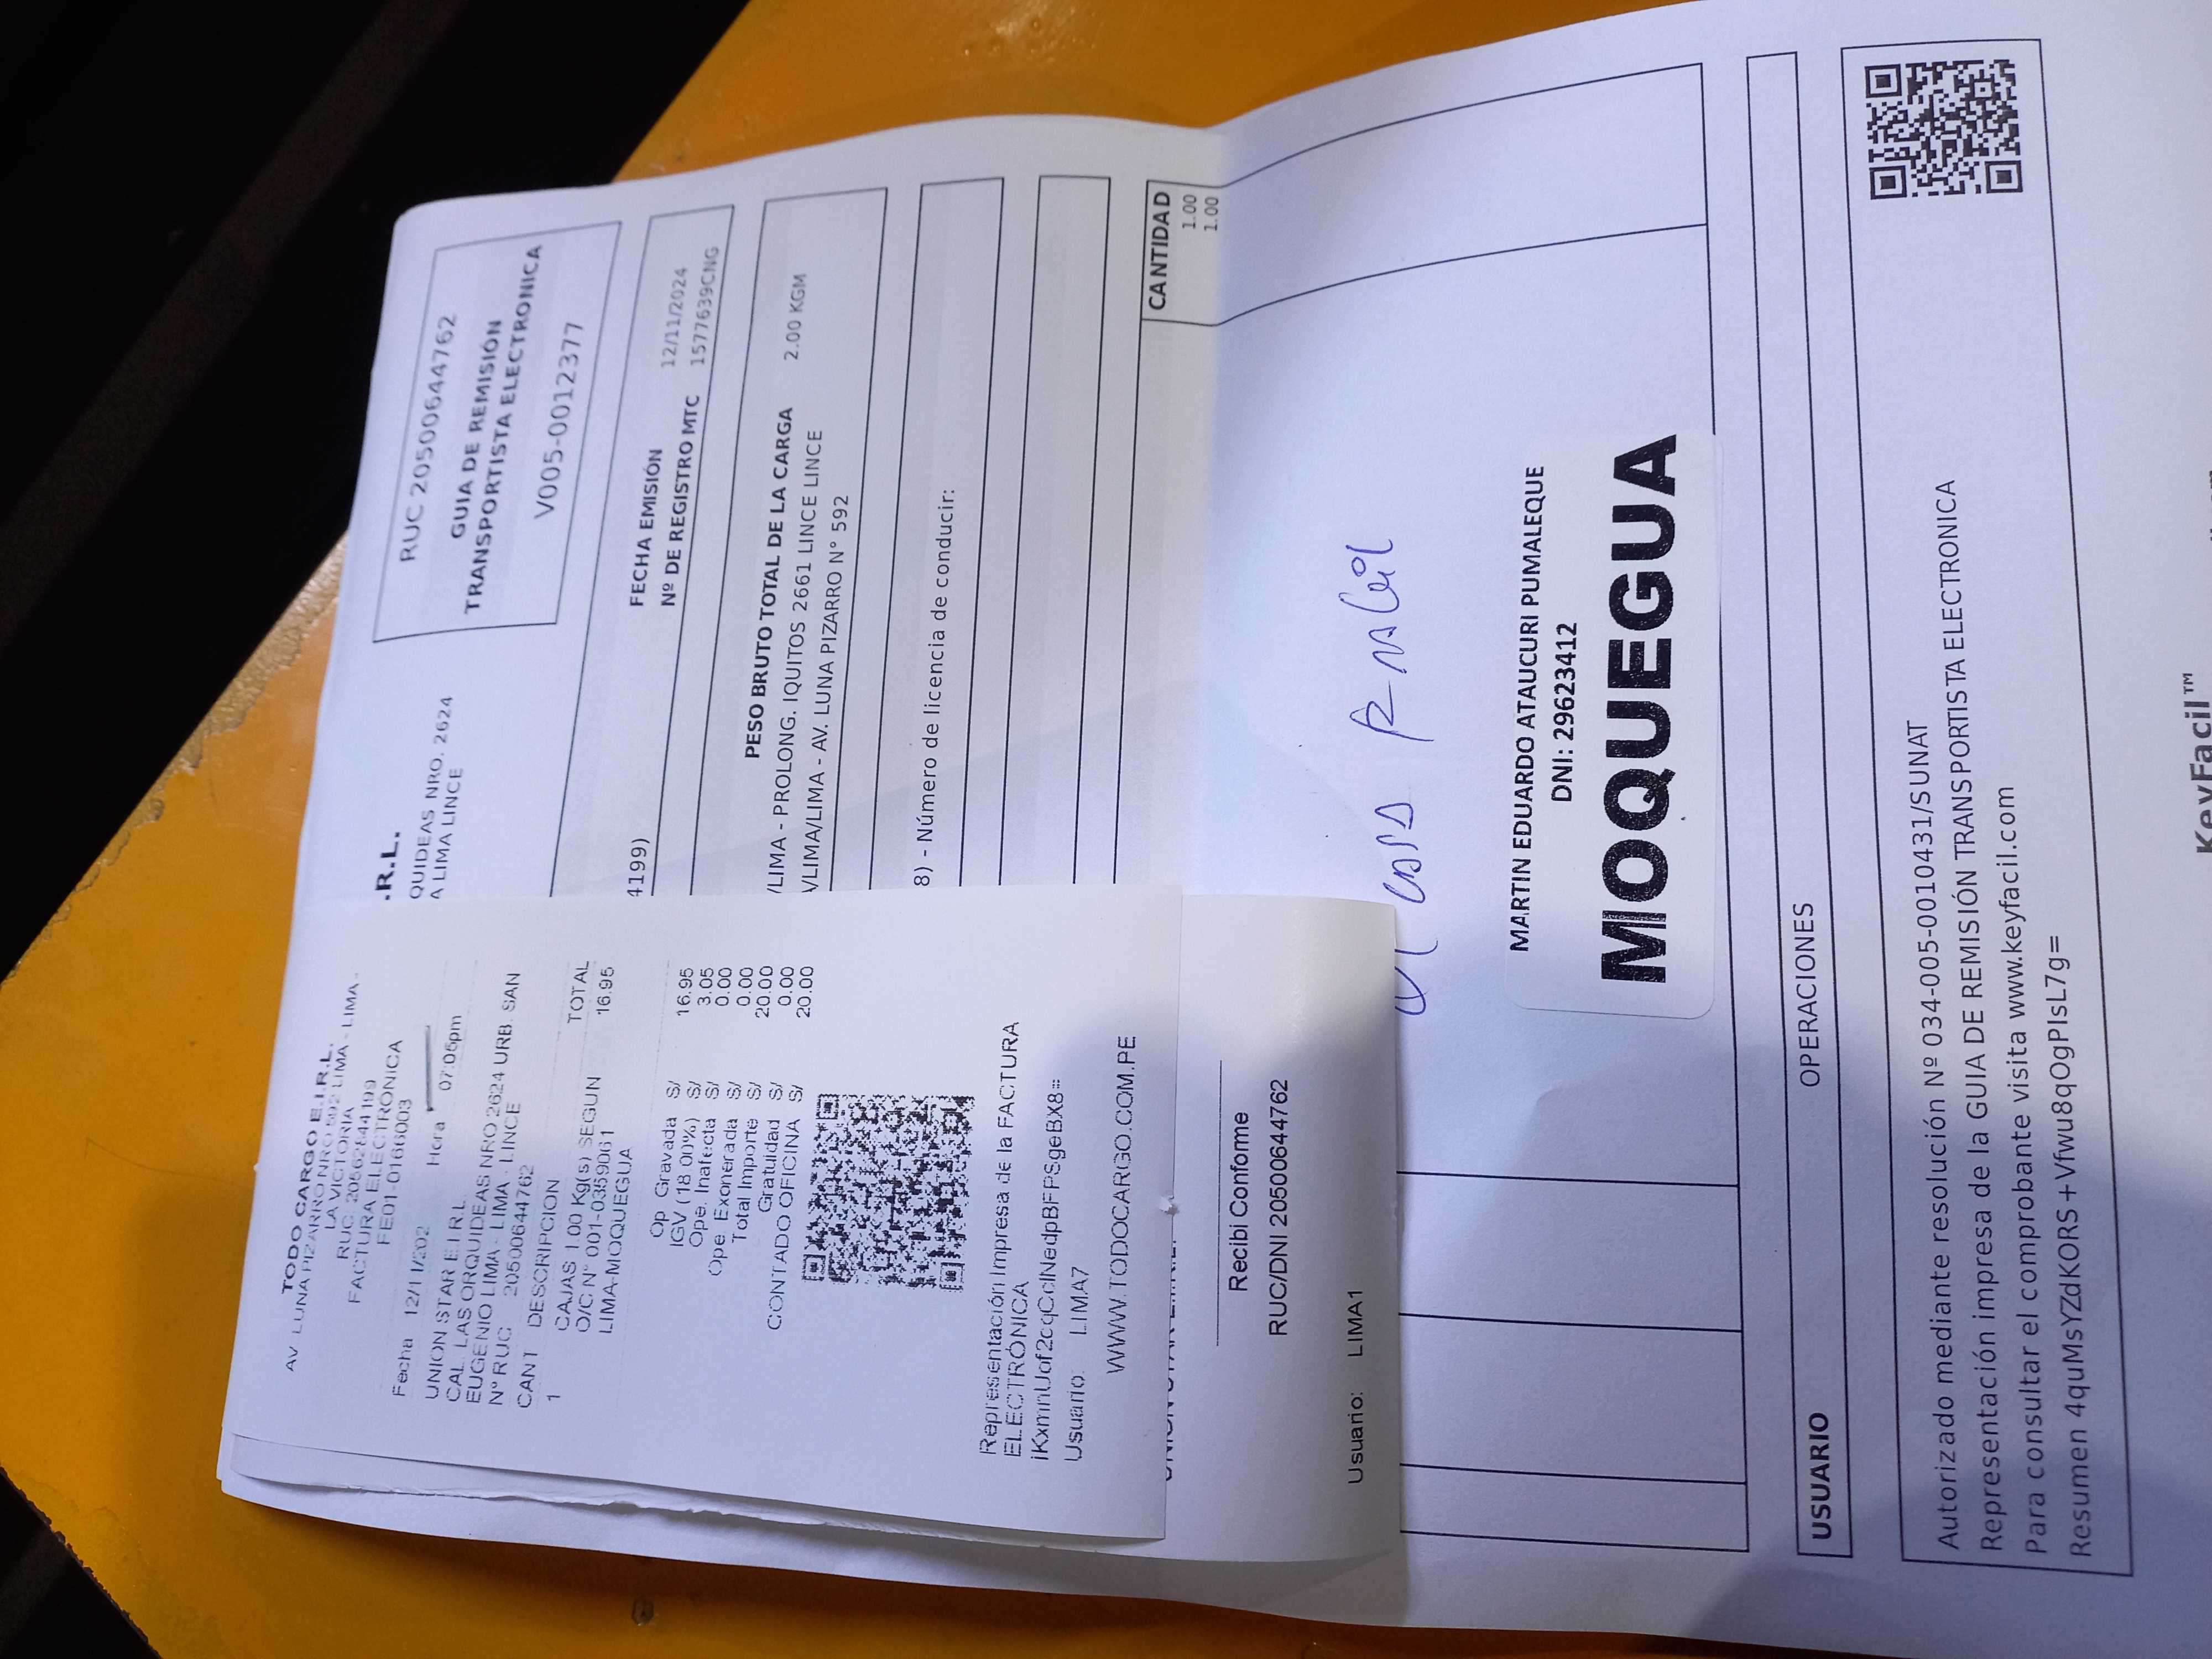 TODO CARGO E.I.R.L.
AV. LUNA PIZARRO NRO 592 LIMA - LIMA -
LA VICTORIA
RUC: 20562644199
FACTURA ELECTRÓNICA
FE01-0166003
Fecha 12/11/202 Hora 07:06pm
UNION STAR E.I.R.L.
CAL. LAS ORQUIDEAS NRO 2624 URB. SAN
EUGENIO LIMA - LIMA - LINCE
Nº RUC 20500644762
CANT DESCRIPCION TOTAL
1 CAJAS 1.00 Kg(s) SEGUN 16.95
O/C N° 001-03590061
LIMA-MOQUEGUA
Op Gravada S/ 16.95
IGV (18.00%) S/ 3.05
Ope. Inafecta S/ 0.00
Ope Exonerada S/ 0.00
Total Importe S/ 20.00
Gratuidad S/ 0.00
CONTADO OFICINA S/ 20.00
Representación Impresa de la FACTURA
ELECTRÓNICA
Usuario: LIMA7
WWW.TODOCARGO.COM.PE
Recibi Conforme
RUC/DNI 20500644762
Usuario: LIMA1
.R.L.
QUIDEAS NRO. 2624
A LIMA LINCE
RUC 20500644762
GUIA DE REMISIÓN
TRANSPORTISTA ELECTRONICA
V005-0012377
4199)
FECHA EMISIÓN 12/11/2024
Nº DE REGISTRO MTC 1577639CNG
PESO BRUTO TOTAL DE LA CARGA 2.00 KGM
/LIMA - PROLONG. IQUITOS 2661 LINCE LINCE
/LIMA/LIMA - AV. LUNA PIZARRO N° 592
8) - Número de licencia de conducir:
CANTIDAD
1.00
1.00
MARTIN EDUARDO ATAUCURI PUMALEQUE
DNI: 29623412
MOQUEGUA
USUARIO OPERACIONES
Autorizado mediante resolución Nº 034-005-0010431/SUNAT
Representación impresa de la GUIA DE REMISIÓN TRANSPORTISTA ELECTRONICA
Para consultar el comprobante visita www.keyfacil.com
Resumen 4quMsYZdKORS+Vfwu8qOgPIsL7g=
KeyFacil™